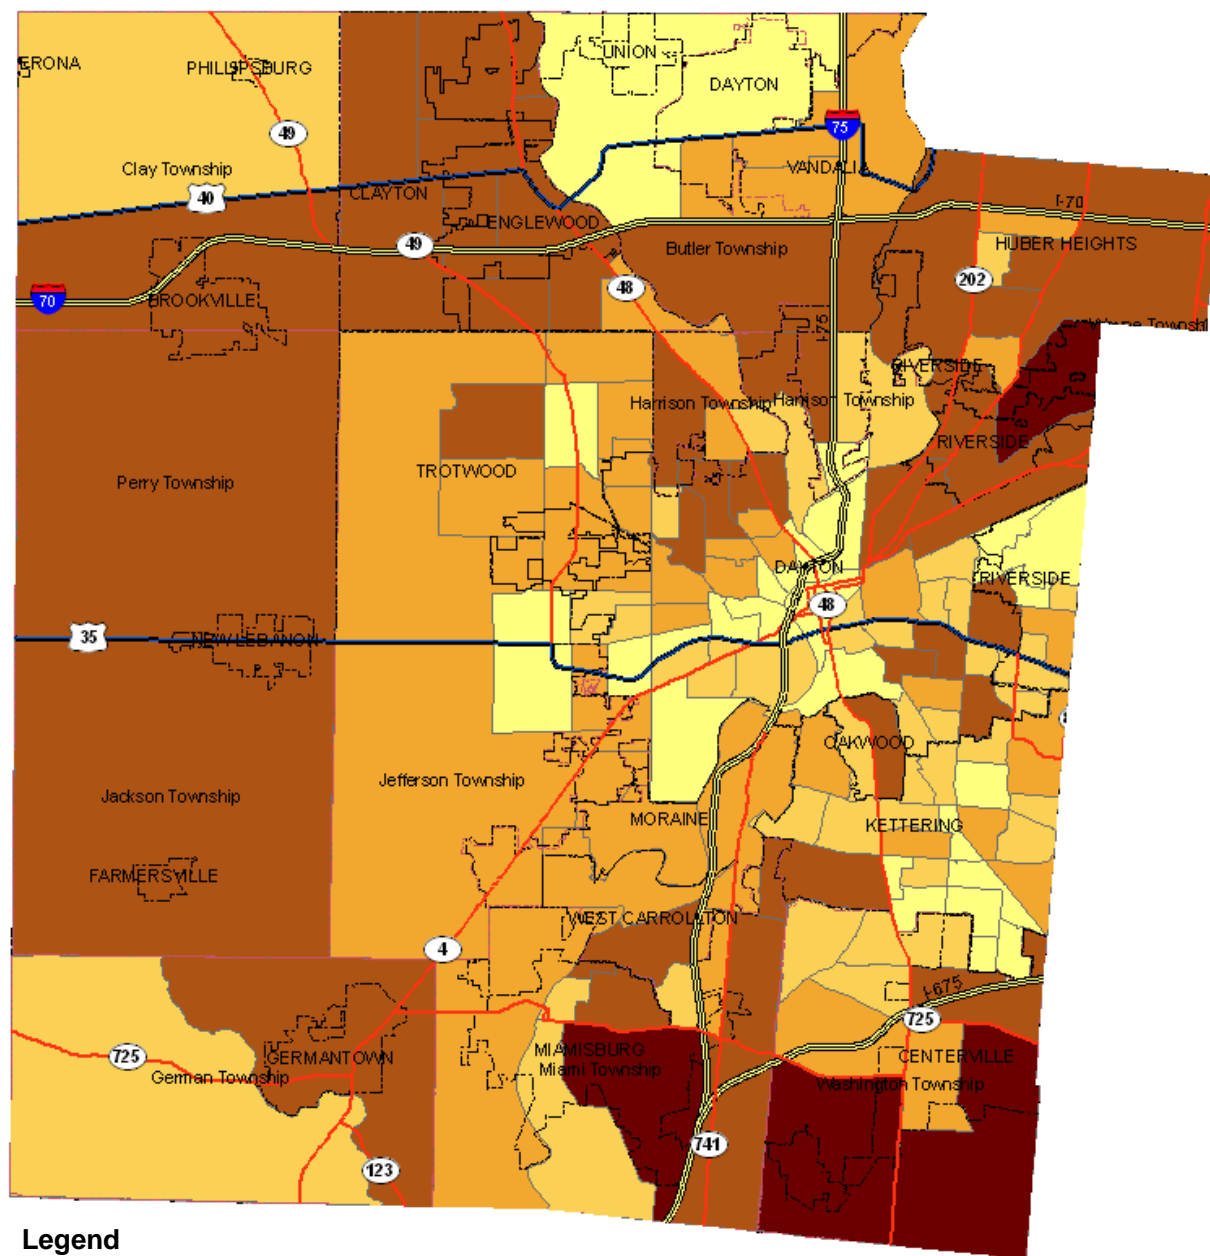 UNION
ERONA
PHILLIPSBURG
DAYTON
75
49
VANDALIA
Clay Township
40
CLAYTON
I-70
ENGLEWOOD
49
Butler Township
HUBER HEIGHTS
202
48
70
BROOKVILLE
I-75
RIVERSIDE
Harrison Township
Harrison Township
RIVERSIDE
TROTWOOD
Perry Township
DAYTON
RIVERSIDE
48
35
NEW LEBANON
OAKWOOD
Jefferson Township
Jackson Township
MORAINE
KETTERING
FARMERSVILLE
WEST CARROLLTON
4
I-675
725
725
MIAMISBURG
GERMANTOWN
CENTERVILLE
Miami Township
German Township
Washington Township
741
123
Legend